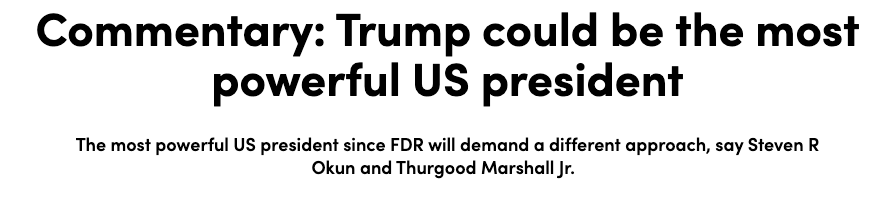 Commentary: Trump could be the most
powerful US president
The most powerful US president since FDR will demand a different approach, say Steven R
Okun and Thurgood Marshall Jr.